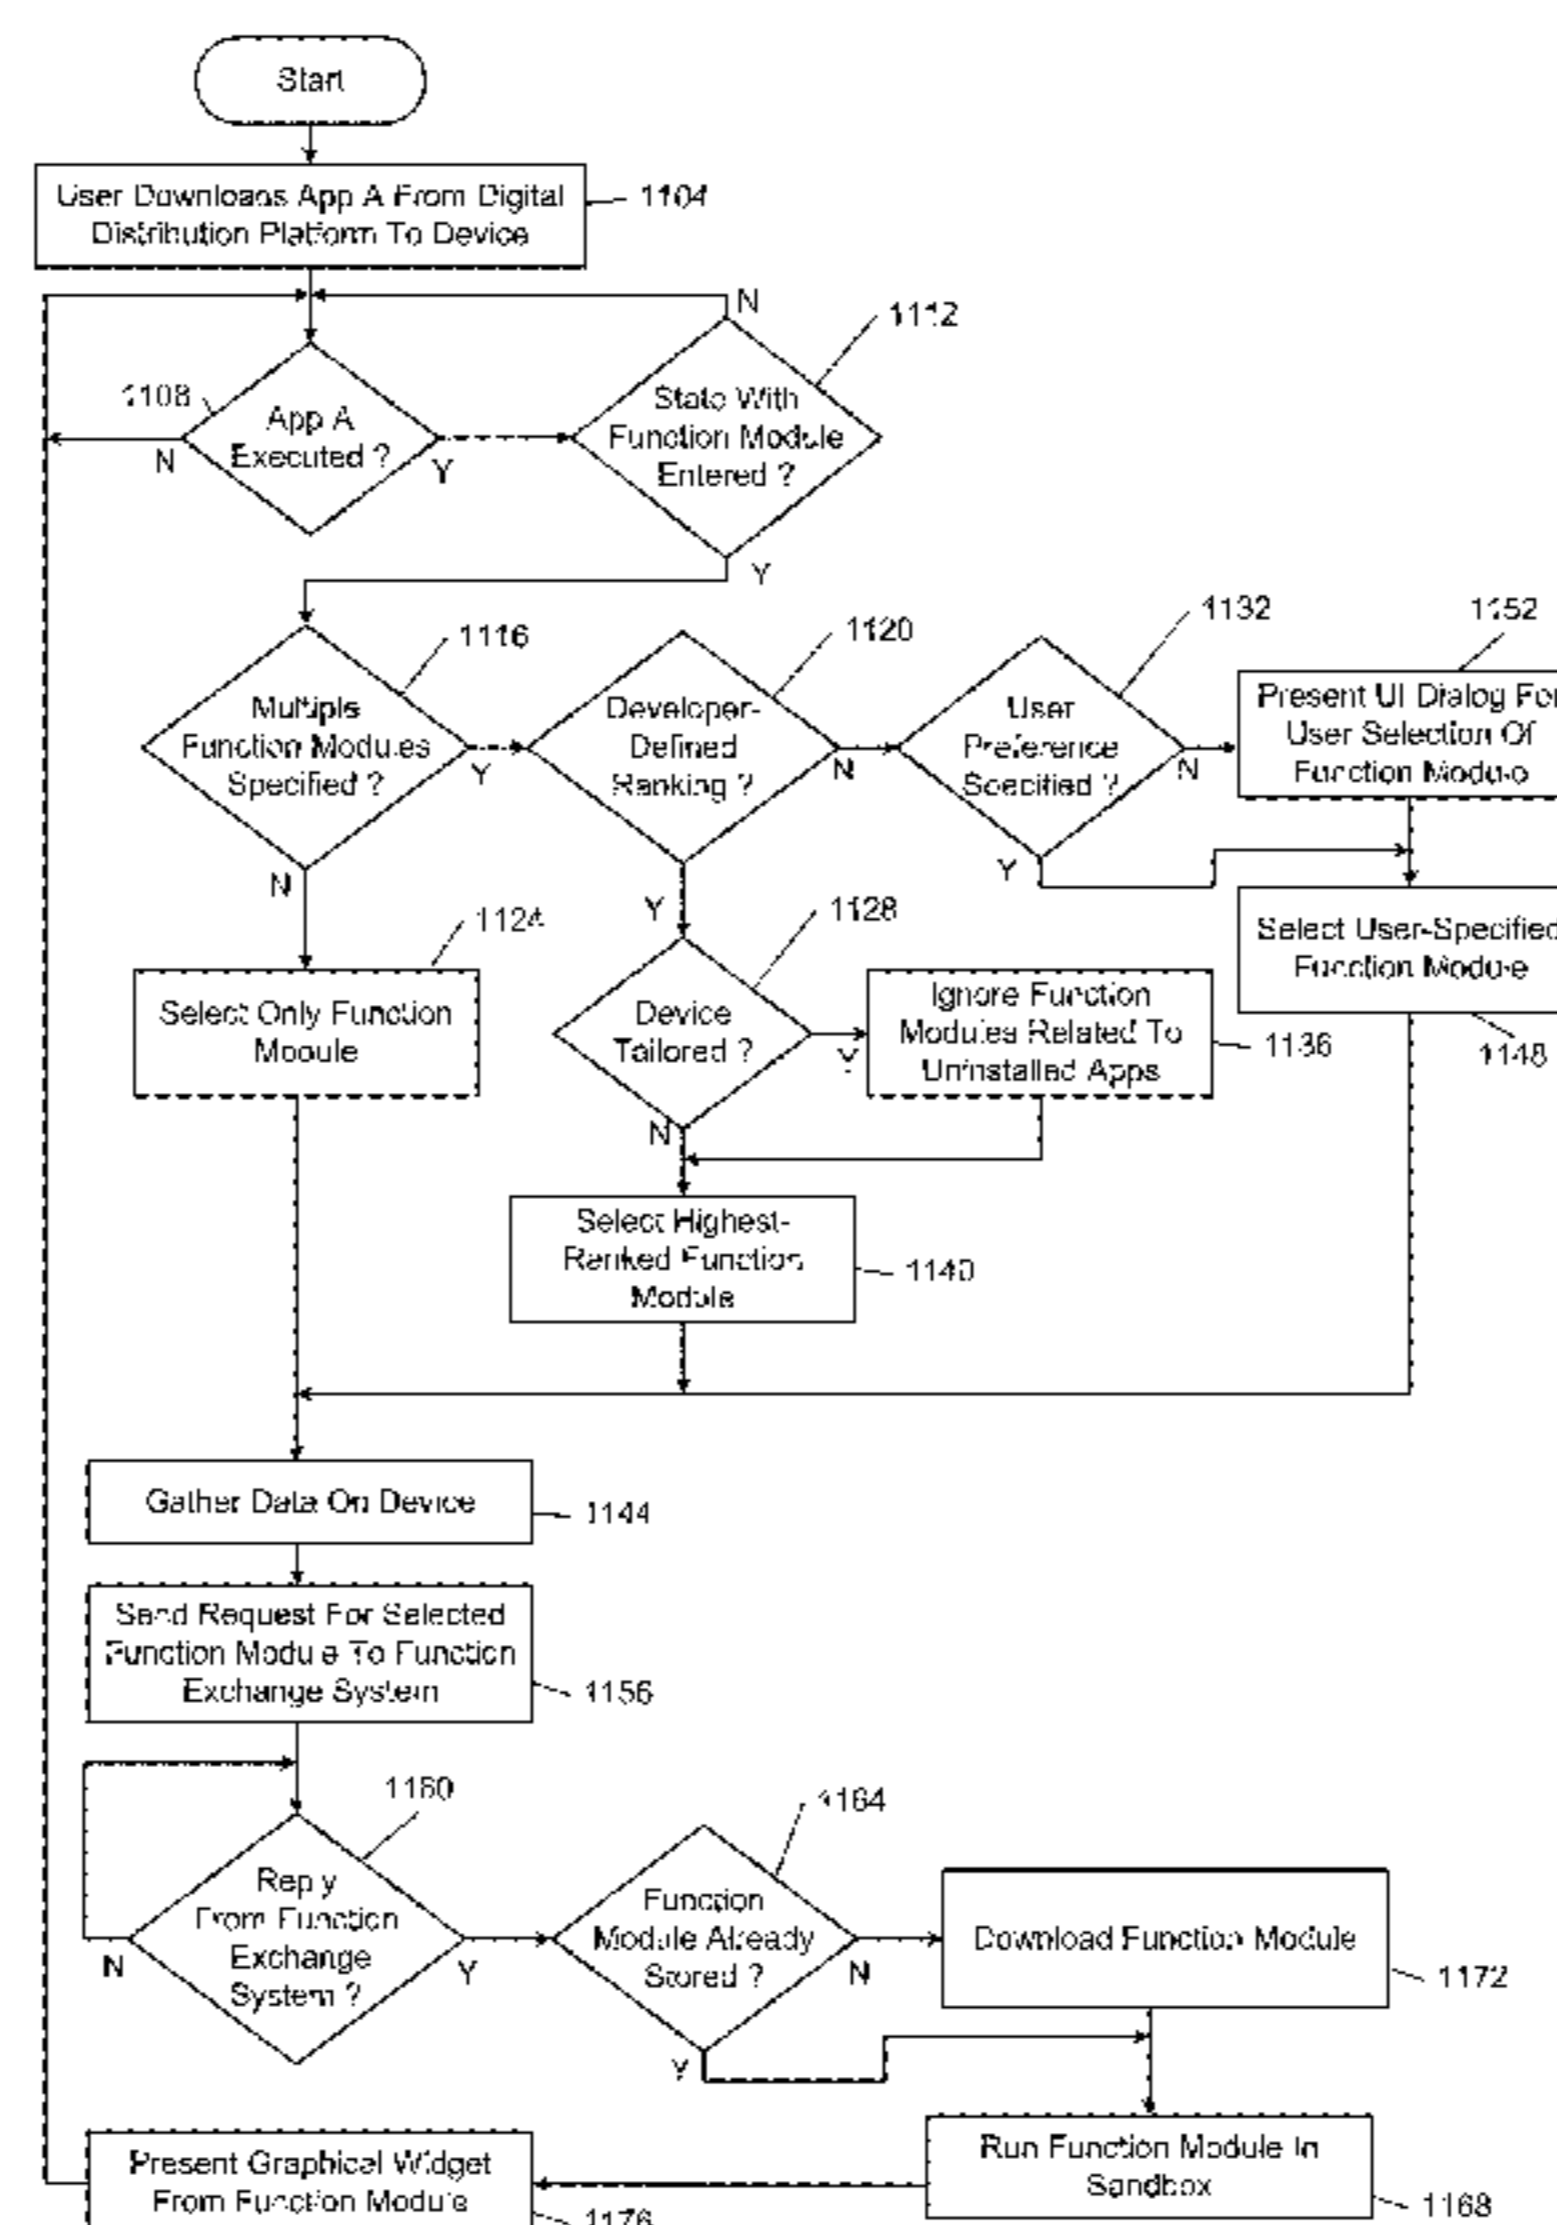 Start
User Downloads App A From Digital
Distribution Platform To Device
1104
N
1112
1108
App A
Executed ?
N
Y
State With
Function Module
Entered ?
Y
1116
Multiple
Function Modules
Specified ?
Y
N
1120
Developer-
Defined
Ranking ?
N
Y
1132
User
Preference
Specified ?
N
Y
1152
Present UI Dialog For
User Selection Of
Function Module
Select User-Specified
Function Module
1148
1124
Select Only Function
Module
1128
Device
Tailored ?
Y
N
Ignore Function
Modules Related To
Uninstalled Apps
1136
Select Highest-
Ranked Function
Module
1140
Gather Data On Device
1144
Send Request For Selected
Function Module To Function
Exchange System
1156
1160
Reply
From Function
Exchange
System ?
N
Y
1164
Function
Module Already
Stored ?
N
Y
Download Function Module
1172
Run Function Module In
Sandbox
1168
Present Graphical Widget
From Function Module
1176